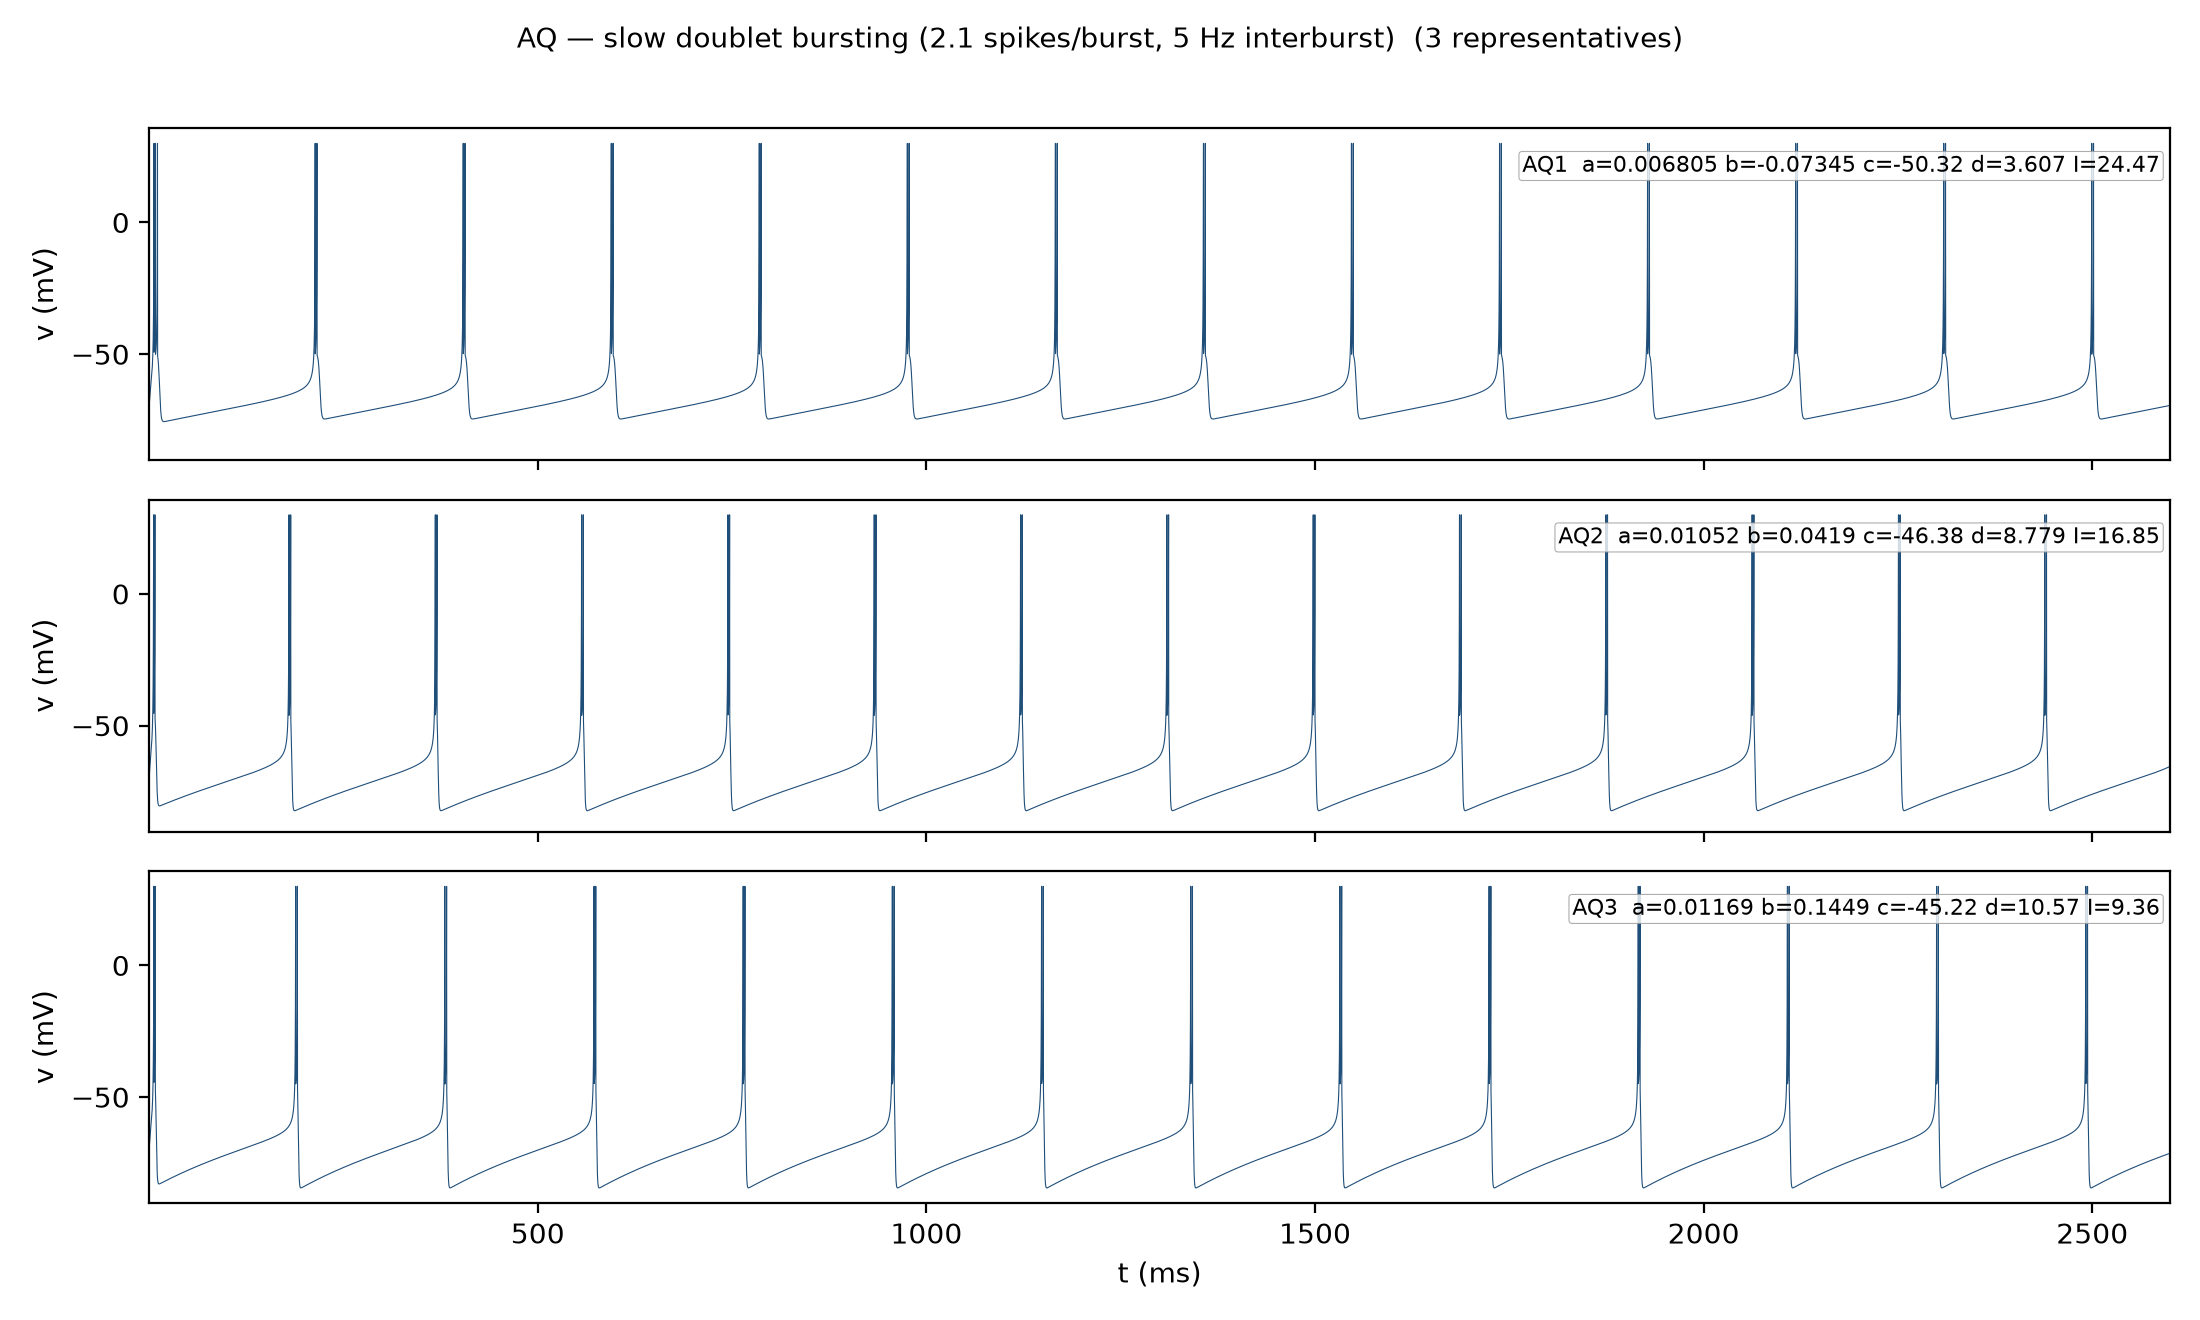 AQ — slow doublet bursting (2.1 spikes/burst, 5 Hz interburst)  (3 representatives)
AQ1  a=0.006805 b=-0.07345 c=-50.32 d=3.607 I=24.47
0
−50
v (mV)
AQ2  a=0.01052 b=0.0419 c=-46.38 d=8.779 I=16.85
0
−50
v (mV)
AQ3  a=0.01169 b=0.1449 c=-45.22 d=10.57 I=9.36
0
−50
v (mV)
500 1000 1500 2000 2500
t (ms)